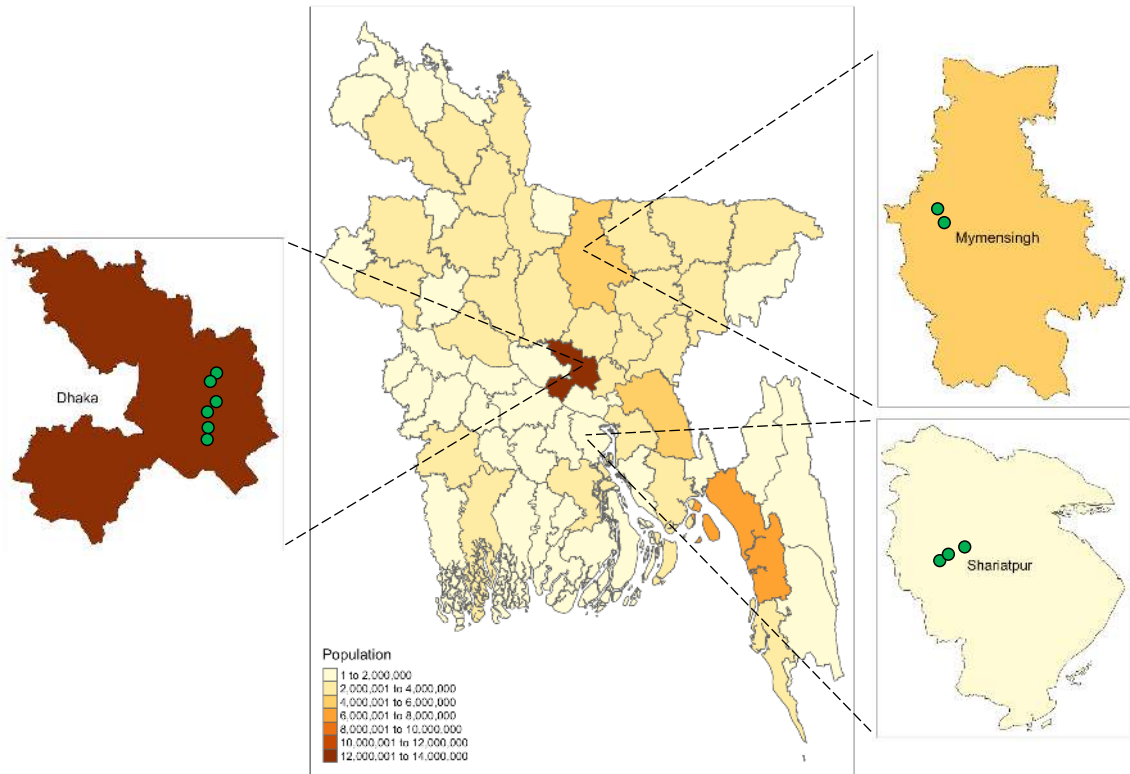 Mymensingh
Dhaka
Shariatpur
Population
1 to 2,000,000
2,000,001 to 4,000,000
4,000,001 to 6,000,000
6,000,001 to 8,000,000
8,000,001 to 10,000,000
10,000,001 to 12,000,000
12,000,001 to 14,000,000
1